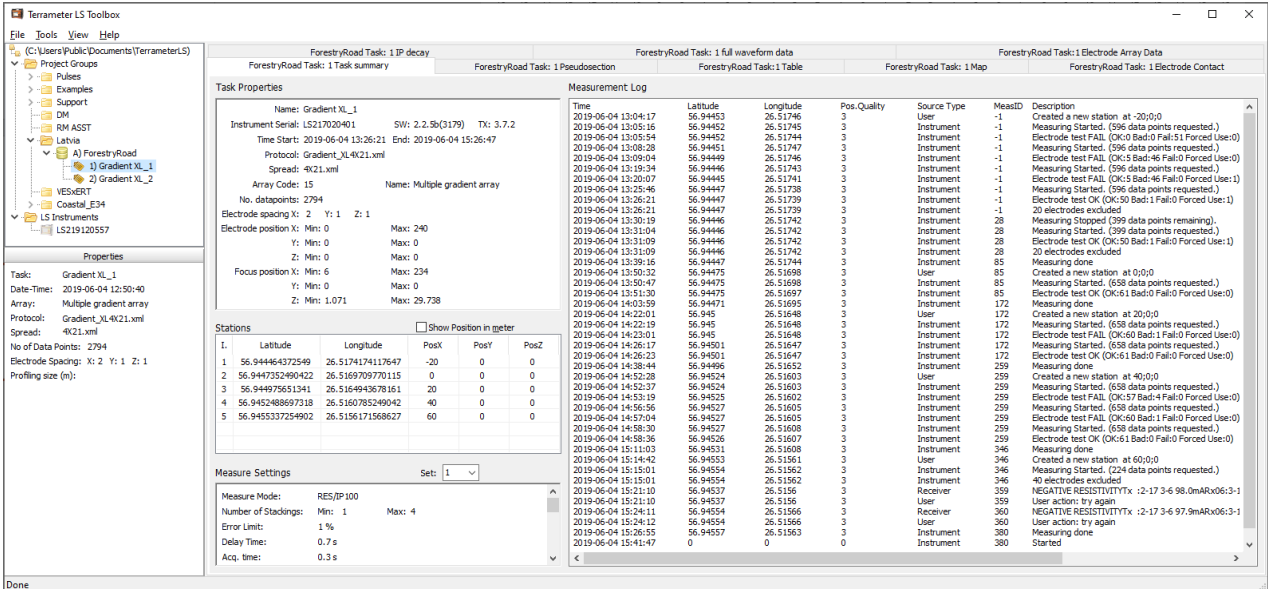 Terrameter LS Toolbox
File Tools View Help
(C:\Users\Public\Documents\TerrameterLS)
Project Groups
Pulses
Examples
Support
DM
RM ASST
Latvia
A) ForestryRoad
1) Gradient XL_1
2) Gradient XL_2
VESxERT
Coastal_E34
LS Instruments
LS219120557
Properties
Task: Gradient XL_1
Date-Time: 2019-06-04 12:50:40
Array: Multiple gradient array
Protocol: Gradient_XL4X21.xml
Spread: 4X21.xml
No of Data Points: 2794
Electrode Spacing: X: 2 Y: 1 Z: 1
Profiling size (m):
ForestryRoad Task: 1 IP decay
ForestryRoad Task: 1 full waveform data
ForestryRoad Task:1 Electrode Array Data
ForestryRoad Task: 1 Task summary
ForestryRoad Task: 1 Pseudosection
ForestryRoad Task:1 Table
ForestryRoad Task: 1 Map
ForestryRoad Task:1 Electrode Contact
Task Properties
Name: Gradient XL_1
Instrument Serial: LS217020401 SW: 2.2.5b(3179) TX: 3.7.2
Time Start: 2019-06-04 13:26:21 End: 2019-06-04 15:26:47
Protocol: Gradient_XL4X21.xml
Spread: 4X21.xml
Array Code: 15 Name: Multiple gradient array
No. datapoints: 2794
Electrode spacing X: 2 Y: 1 Z: 1
Electrode position X: Min: 0 Max: 240
Y: Min: 0 Max: 0
Z: Min: 0 Max: 0
Focus position X: Min: 6 Max: 234
Y: Min: 0 Max: 0
Z: Min: 1.071 Max: 29.738
Stations Show Position in meter
I. Latitude Longitude PosX PosY PosZ
1 56.944464372549 26.5174174117647 -20 0 0
2 56.9447352490422 26.5169709770115 0 0 0
3 56.944975651341 26.5164943678161 20 0 0
4 56.9452488697318 26.5160785249042 40 0 0
5 56.9455337254902 26.5156171568627 60 0 0
Measure Settings Set: 1
Measure Mode: RES/IP100
Number of Stackings: Min: 1 Max: 4
Error Limit: 1 %
Delay Time: 0.7 s
Acq. time: 0.3 s
Measurement Log
Time Latitude Longitude Pos.Quality Source Type MeasID Description
2019-06-04 13:04:17 56.94453 26.51746 3 User -1 Created a new station at -20;0;0
2019-06-04 13:05:16 56.94452 26.51745 3 Instrument -1 Measuring Started. (596 data points requested.)
2019-06-04 13:05:54 56.94452 26.51744 3 Instrument -1 Electrode test FAIL (OK:0 Bad:0 Fail:51 Forced Use:0)
2019-06-04 13:08:28 56.94451 26.51747 3 Instrument -1 Measuring Started. (596 data points requested.)
2019-06-04 13:09:04 56.94449 26.51746 3 Instrument -1 Electrode test FAIL (OK:5 Bad:46 Fail:0 Forced Use:0)
2019-06-04 13:19:34 56.94446 26.51743 3 Instrument -1 Measuring Started. (596 data points requested.)
2019-06-04 13:20:07 56.94445 26.51741 3 Instrument -1 Electrode test FAIL (OK:5 Bad:46 Fail:0 Forced Use:1)
2019-06-04 13:25:46 56.94447 26.51738 3 Instrument -1 Measuring Started. (596 data points requested.)
2019-06-04 13:26:21 56.94447 26.51739 3 Instrument -1 Electrode test OK (OK:50 Bad:1 Fail:0 Forced Use:1)
2019-06-04 13:26:21 56.94447 26.51739 3 Instrument -1 20 electrodes excluded
2019-06-04 13:30:19 56.94446 26.51742 3 Instrument 28 Measuring Stopped (399 data points remaining).
2019-06-04 13:31:04 56.94446 26.51742 3 Instrument 28 Measuring Started. (399 data points requested.)
2019-06-04 13:31:09 56.94446 26.51742 3 Instrument 28 Electrode test OK (OK:50 Bad:1 Fail:0 Forced Use:1)
2019-06-04 13:31:09 56.94446 26.51742 3 Instrument 28 20 electrodes excluded
2019-06-04 13:39:16 56.94447 26.51744 3 Instrument 85 Measuring done
2019-06-04 13:50:32 56.94475 26.51698 3 User 85 Created a new station at 0;0;0
2019-06-04 13:50:47 56.94475 26.51698 3 Instrument 85 Measuring Started. (658 data points requested.)
2019-06-04 13:51:30 56.94475 26.51697 3 Instrument 85 Electrode test OK (OK:61 Bad:0 Fail:0 Forced Use:0)
2019-06-04 14:03:59 56.94471 26.51695 3 Instrument 172 Measuring done
2019-06-04 14:22:01 56.945 26.51648 3 User 172 Created a new station at 20;0;0
2019-06-04 14:22:19 56.945 26.51648 3 Instrument 172 Measuring Started. (658 data points requested.)
2019-06-04 14:23:01 56.945 26.51648 3 Instrument 172 Electrode test FAIL (OK:60 Bad:1 Fail:0 Forced Use:0)
2019-06-04 14:26:17 56.94501 26.51647 3 Instrument 172 Measuring Started. (658 data points requested.)
2019-06-04 14:26:23 56.94501 26.51647 3 Instrument 172 Electrode test OK (OK:61 Bad:0 Fail:0 Forced Use:0)
2019-06-04 14:38:44 56.94496 26.51652 3 Instrument 259 Measuring done
2019-06-04 14:52:28 56.94524 26.51603 3 User 259 Created a new station at 40;0;0
2019-06-04 14:52:37 56.94524 26.51603 3 Instrument 259 Measuring Started. (658 data points requested.)
2019-06-04 14:53:19 56.94525 26.51602 3 Instrument 259 Electrode test FAIL (OK:57 Bad:4 Fail:0 Forced Use:0)
2019-06-04 14:56:56 56.94527 26.51605 3 Instrument 259 Measuring Started. (658 data points requested.)
2019-06-04 14:57:04 56.94527 26.51605 3 Instrument 259 Electrode test FAIL (OK:60 Bad:1 Fail:0 Forced Use:0)
2019-06-04 14:58:30 56.94527 26.51608 3 Instrument 259 Measuring Started. (658 data points requested.)
2019-06-04 14:58:36 56.94526 26.51607 3 Instrument 259 Electrode test OK (OK:61 Bad:0 Fail:0 Forced Use:0)
2019-06-04 15:11:03 56.94531 26.51608 3 Instrument 346 Measuring done
2019-06-04 15:14:42 56.94553 26.51561 3 User 346 Created a new station at 60;0;0
2019-06-04 15:15:01 56.94554 26.51562 3 Instrument 346 Measuring Started. (224 data points requested.)
2019-06-04 15:15:01 56.94554 26.51562 3 Instrument 346 40 electrodes excluded
2019-06-04 15:21:10 56.94537 26.5156 3 Receiver 359 NEGATIVE RESISTIVITYTx :2-17 3-6 98.0mARx06:3-1
2019-06-04 15:21:10 56.94537 26.5156 3 User 359 User action: try again
2019-06-04 15:24:11 56.94554 26.51566 3 Receiver 360 NEGATIVE RESISTIVITYTx :2-17 3-6 97.9mARx06:3-1
2019-06-04 15:24:12 56.94554 26.51566 3 User 360 User action: try again
2019-06-04 15:26:55 56.94557 26.51563 3 Instrument 380 Measuring done
2019-06-04 15:41:47 0 0 0 Instrument 380 Started
Done